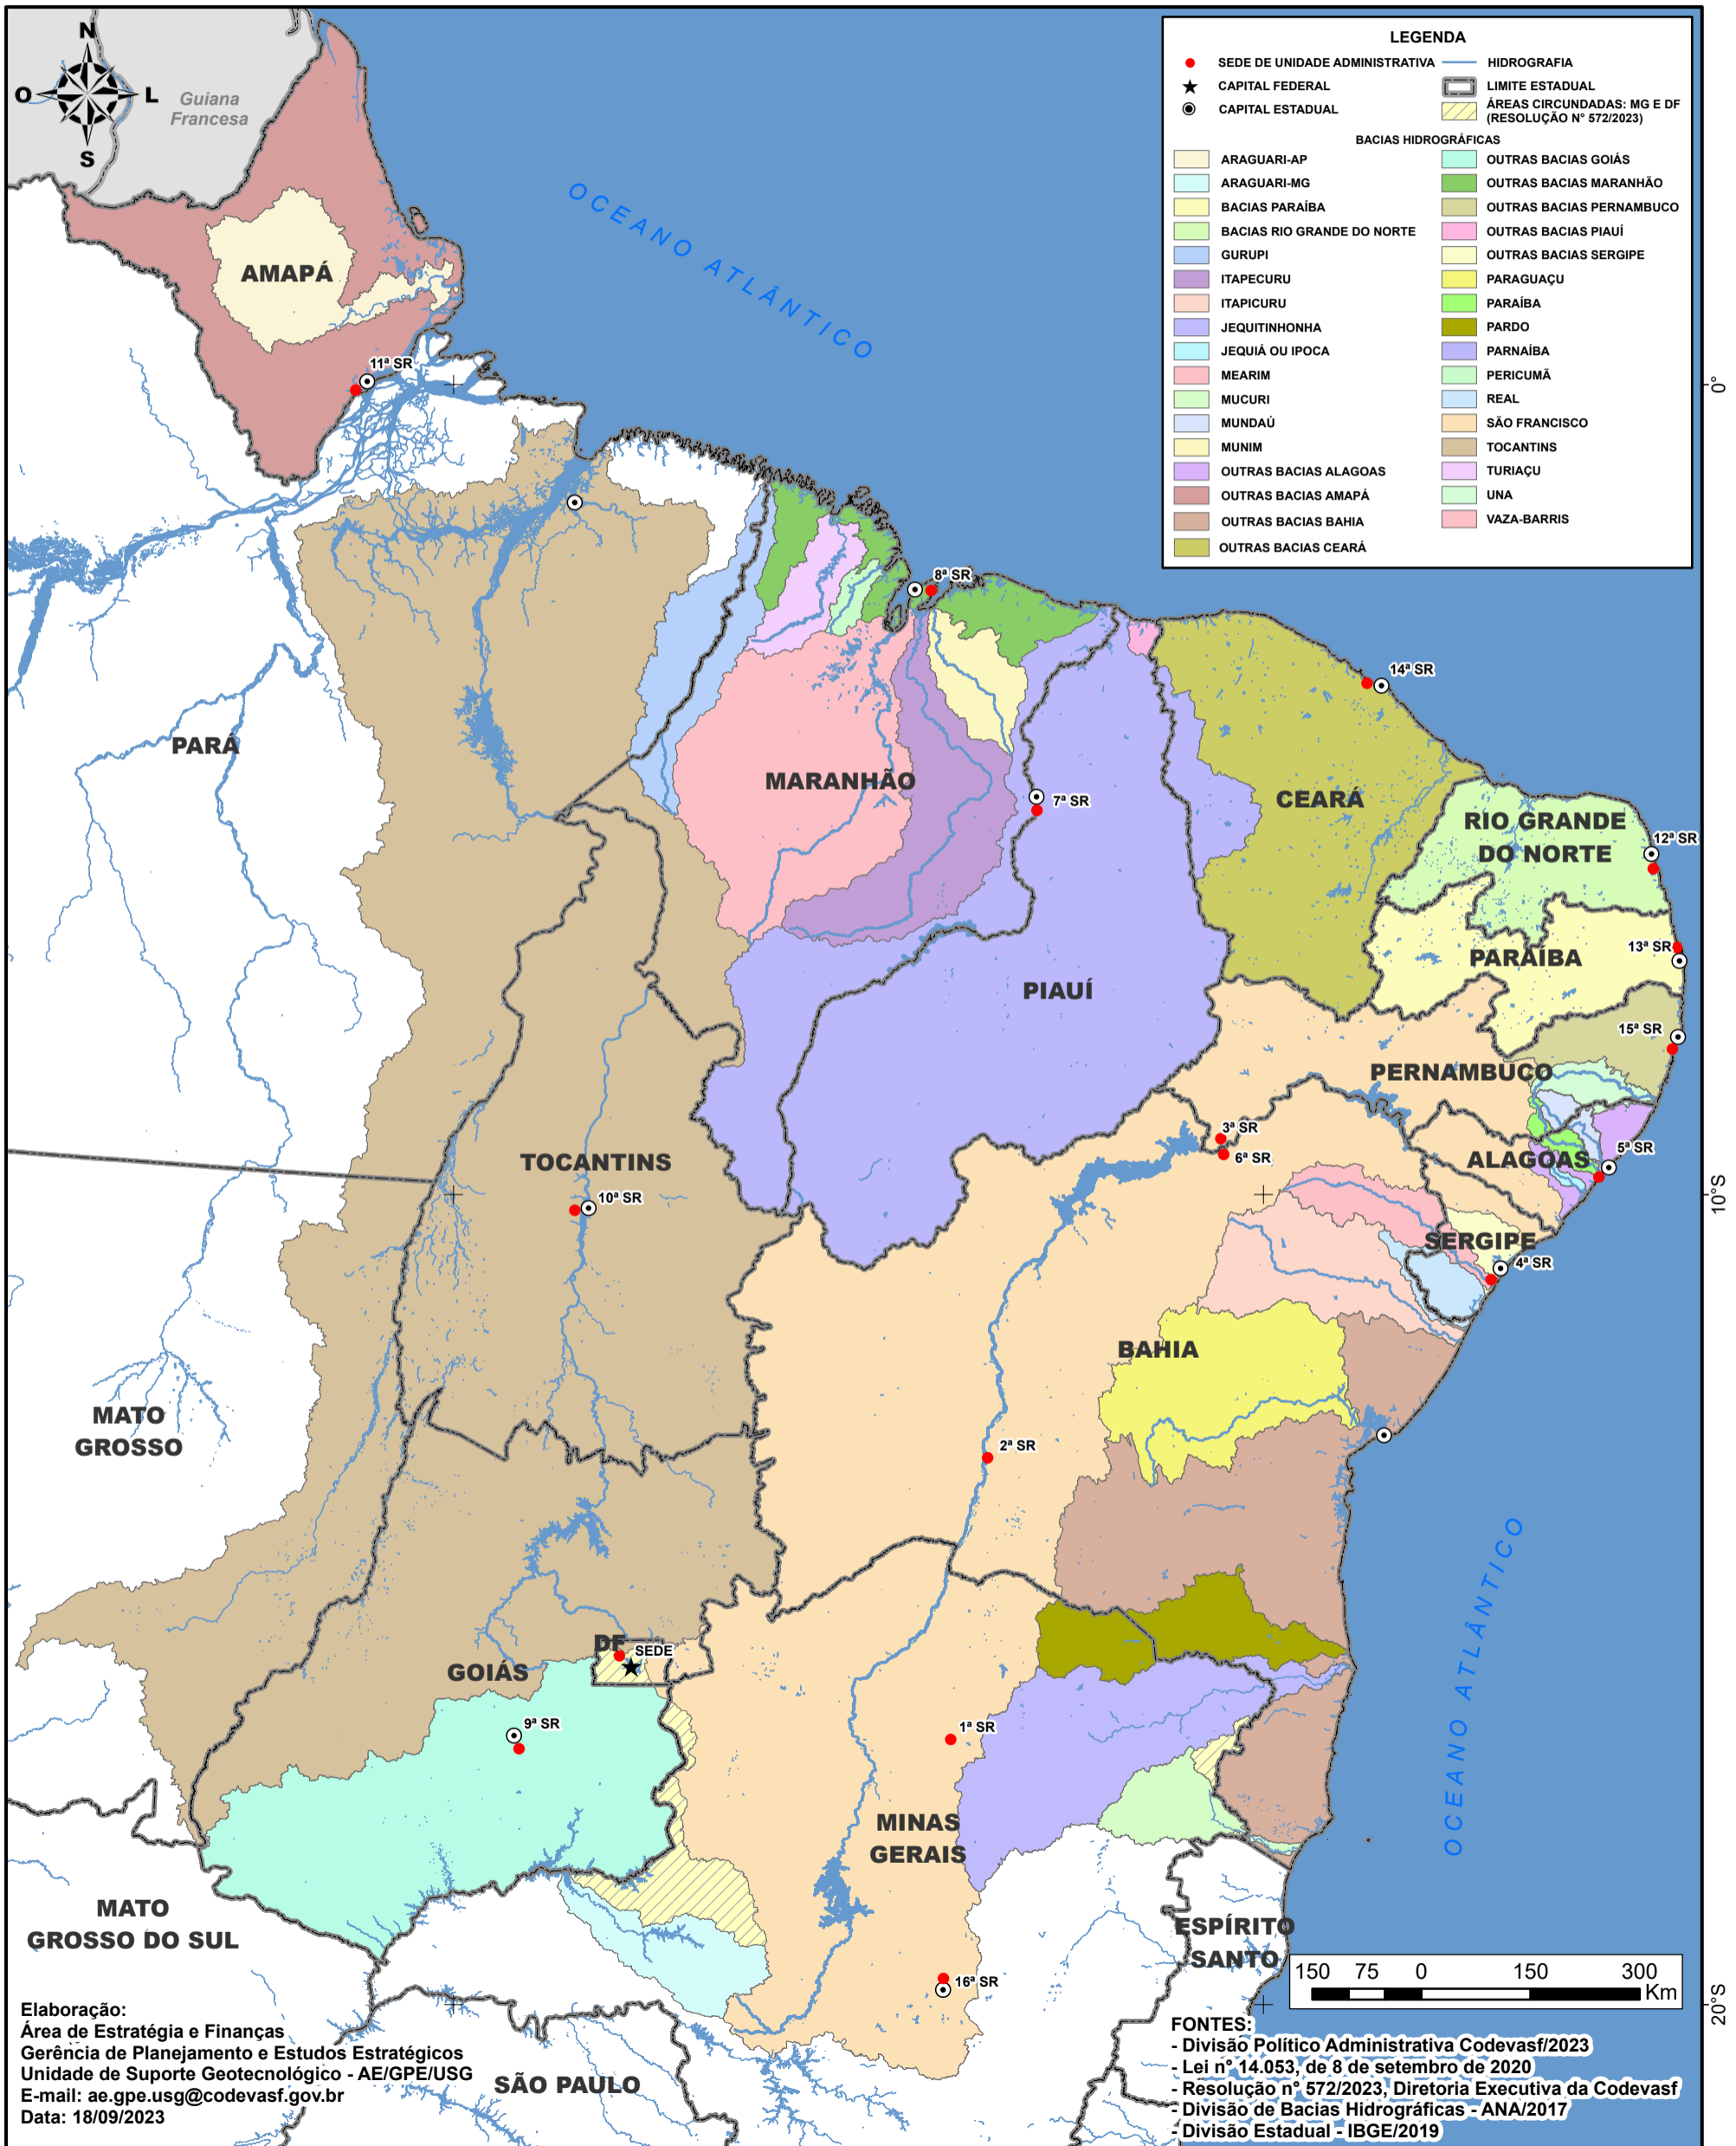 N
O
L
S
Guiana
Francesa
OCEANO ATLÂNTICO
LEGENDA
SEDE DE UNIDADE ADMINISTRATIVA
HIDROGRAFIA
CAPITAL FEDERAL
LIMITE ESTADUAL
CAPITAL ESTADUAL
ÁREAS CIRCUNDADAS: MG E DF
(RESOLUÇÃO N° 572/2023)
BACIAS HIDROGRÁFICAS
ARAGUARI-AP
ARAGUARI-MG
BACIAS PARAÍBA
BACIAS RIO GRANDE DO NORTE
GURUPI
ITAPECURU
ITAPICURU
JEQUITINHONHA
JEQUIÁ OU IPOCA
MEARIM
MUCURI
MUNDAÚ
MUNIM
OUTRAS BACIAS ALAGOAS
OUTRAS BACIAS AMAPÁ
OUTRAS BACIAS BAHIA
OUTRAS BACIAS CEARÁ
OUTRAS BACIAS GOIÁS
OUTRAS BACIAS MARANHÃO
OUTRAS BACIAS PERNAMBUCO
OUTRAS BACIAS PIAUÍ
OUTRAS BACIAS SERGIPE
PARAGUAÇU
PARAÍBA
PARDO
PARNAÍBA
PERICUMÃ
REAL
SÃO FRANCISCO
TOCANTINS
TURIAÇU
UNA
VAZA-BARRIS
AMAPÁ
11ª SR
0°
8ª SR
14ª SR
PARÁ
MARANHÃO
7ª SR
CEARÁ
RIO GRANDE
DO NORTE
12ª SR
13ª SR
PARAÍBA
PIAUÍ
15ª SR
PERNAMBUCO
3ª SR
6ª SR
5ª SR
ALAGOAS
TOCANTINS
10ª SR
10°S
SERGIPE
4ª SR
BAHIA
MATO
GROSSO
2ª SR
OCEANO ATLÂNTICO
DF
SEDE
GOIÁS
9ª SR
1ª SR
MINAS
GERAIS
MATO
GROSSO DO SUL
ESPÍRITO
SANTO
16ª SR
150 75 0 150 300
Km
20°S
SÃO PAULO
Elaboração:
Área de Estratégia e Finanças
Gerência de Planejamento e Estudos Estratégicos
Unidade de Suporte Geotecnológico - AE/GPE/USG
E-mail: ae.gpe.usg@codevasf.gov.br
Data: 18/09/2023
FONTES:
- Divisão Político Administrativa Codevasf/2023
- Lei nº 14.053, de 8 de setembro de 2020
- Resolução n° 572/2023, Diretoria Executiva da Codevasf
- Divisão de Bacias Hidrográficas - ANA/2017
- Divisão Estadual - IBGE/2019